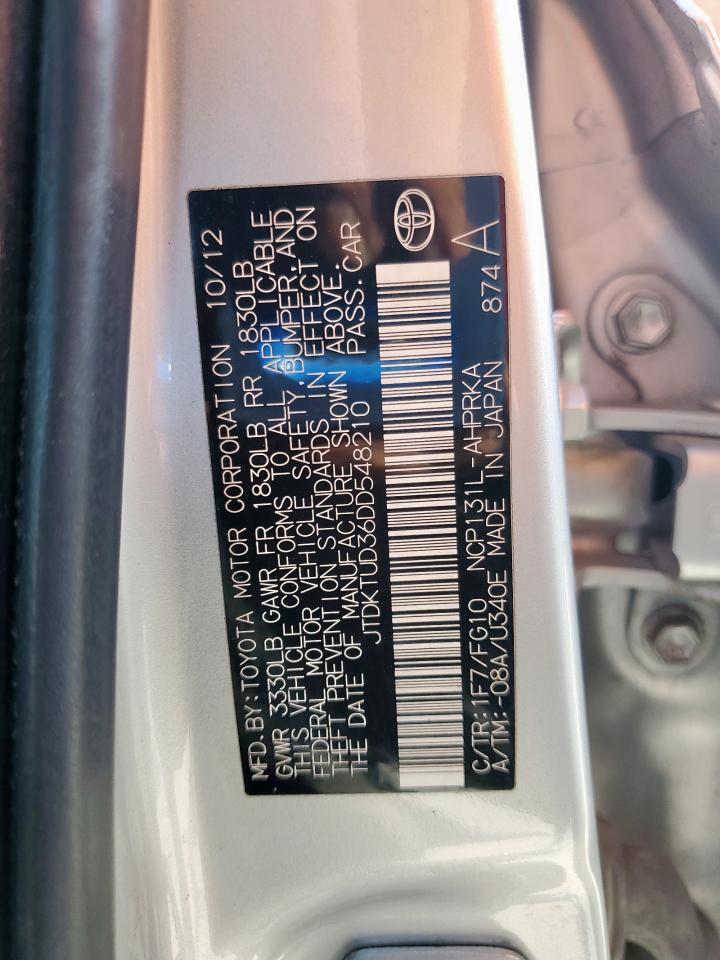 MFD.BY:TOYOTA MOTOR CORPORATION 10/12
GVWR 3330LB GAWR FR 1830LB RR 1830LB
THIS VEHICLE CONFORMS TO ALL APPLICABLE
FEDERAL MOTOR VEHICLE SAFETY, BUMPER, AND
THEFT PREVENTION STANDARDS IN EFFECT ON
THE DATE OF MANUFACTURE SHOWN ABOVE.
JTDKTUD36DD548210 PASS.CAR
C/TR:1F7/FG10 NCP131L-AHPRKA
A/TM:-08A/U340E MADE IN JAPAN 874A